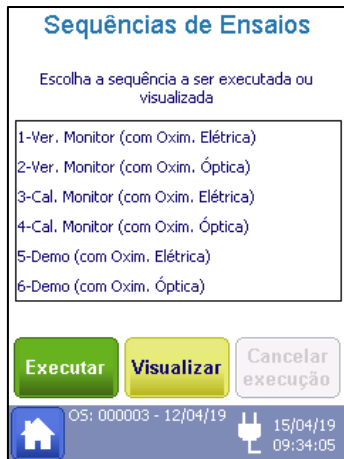 Sequências de Ensaios
Escolha a sequência a ser executada ou
visualizada
1-Ver. Monitor (com Oxim. Elétrica)
2-Ver. Monitor (com Oxim. Óptica)
3-Cal. Monitor (com Oxim. Elétrica)
4-Cal. Monitor (com Oxim. Óptica)
5-Demo (com Oxim. Elétrica)
6-Demo (com Oxim. Óptica)
Executar
Visualizar
Cancelar
execução
OS: 000003 - 12/04/19
15/04/19
09:34:05